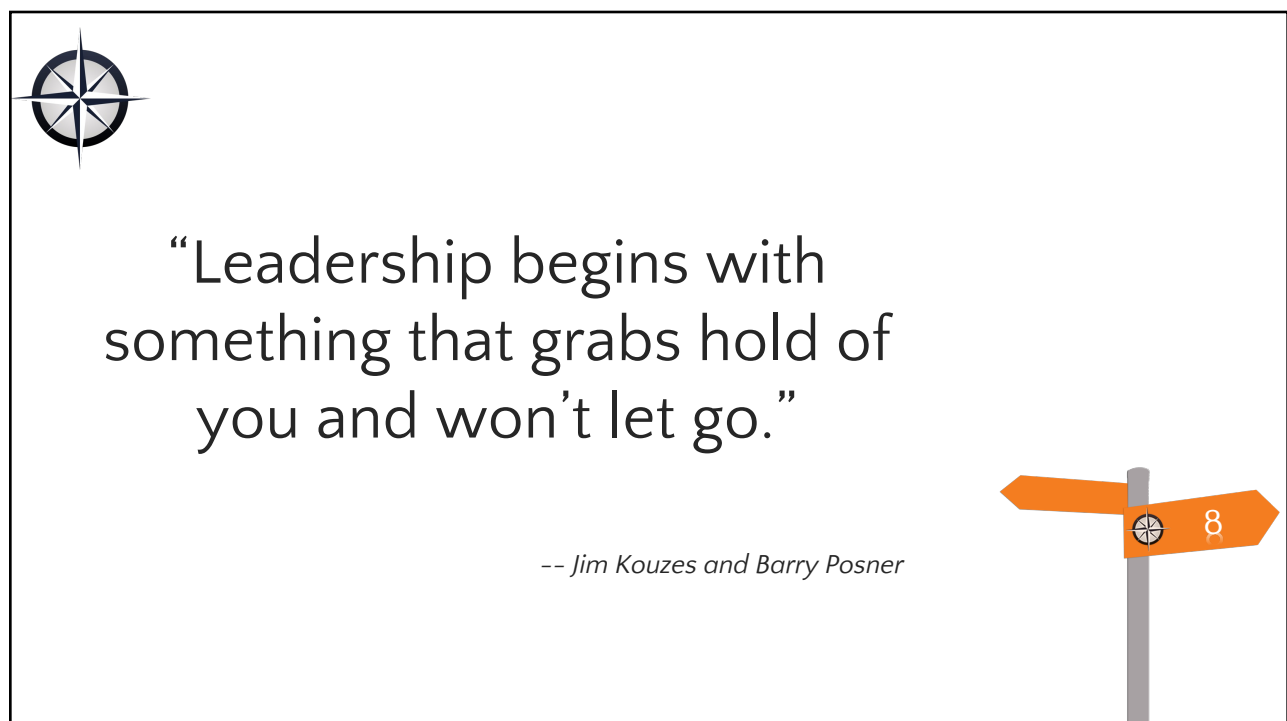 “Leadership begins with
something that grabs hold of
you and won’t let go.”
-- Jim Kouzes and Barry Posner
8